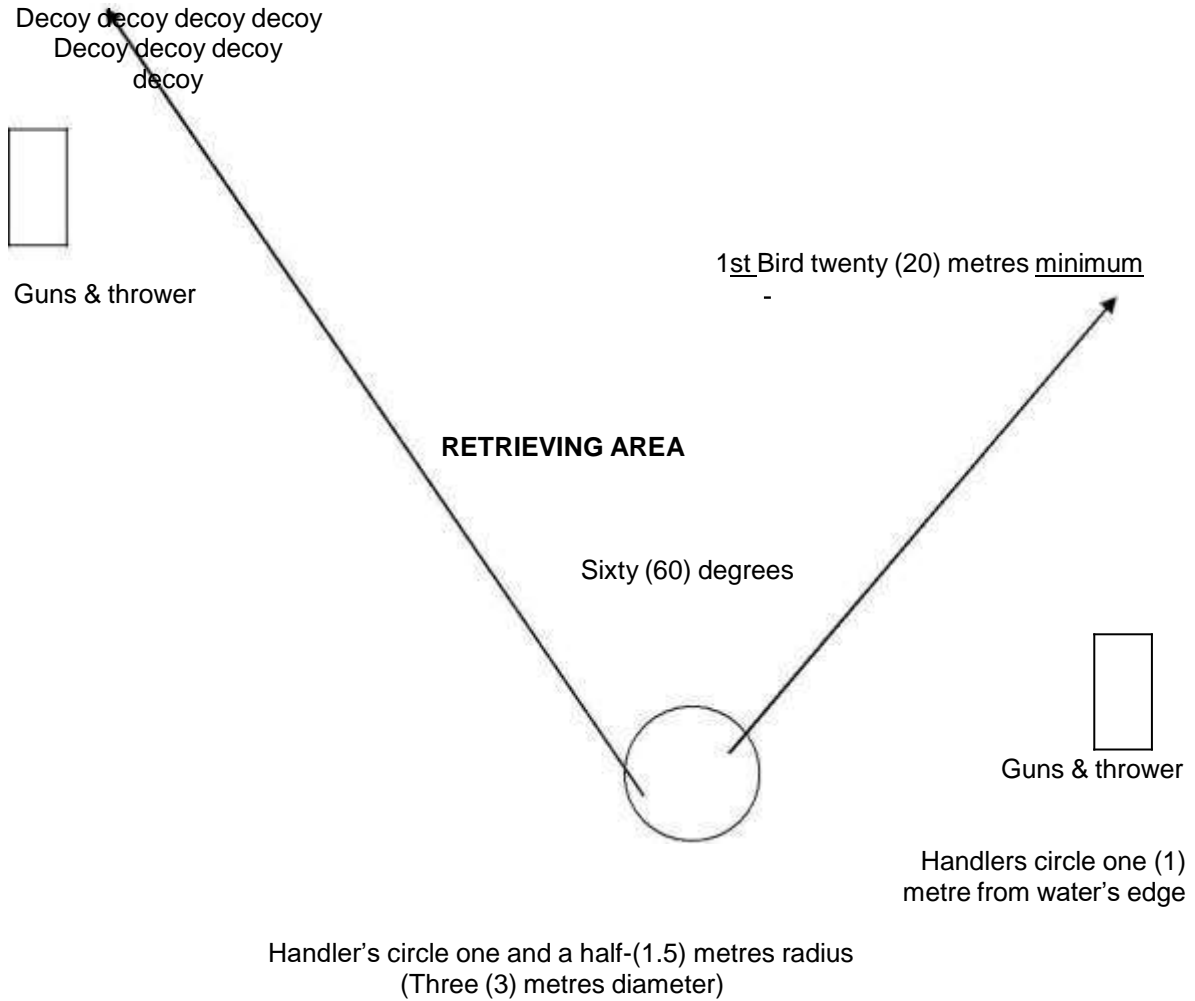 Decoy decoy decoy decoy
Decoy decoy decoy
decoy
1st Bird twenty (20) metres minimum
-
Guns & thrower
RETRIEVING AREA
Sixty (60) degrees
Guns & thrower
Handlers circle one (1)
metre from water's edge
Handler's circle one and a half-(1.5) metres radius
(Three (3) metres diameter)